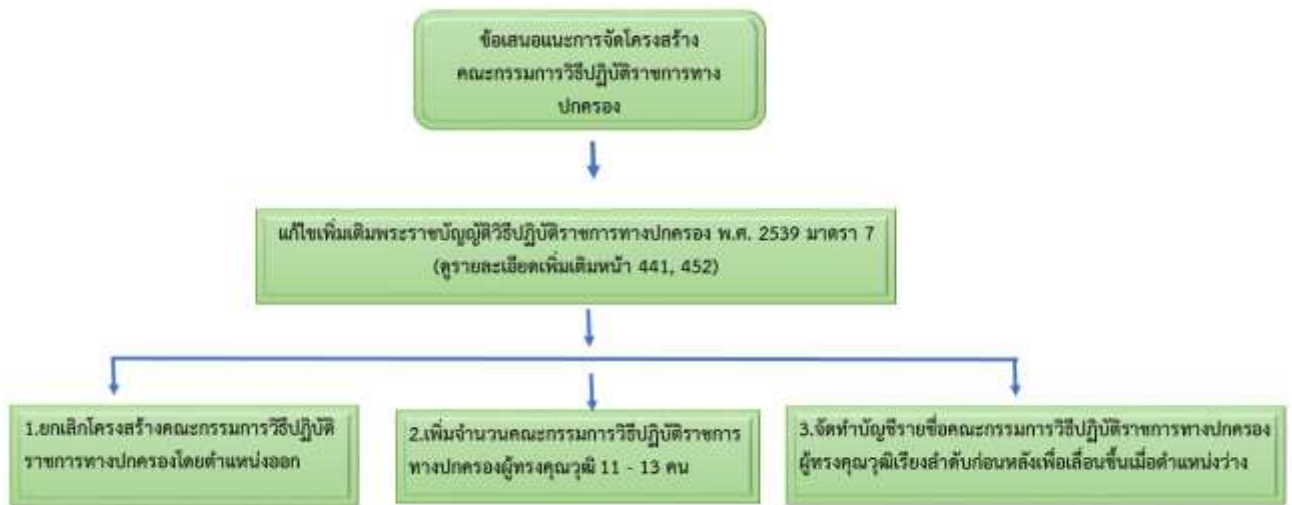 ข้อเสนอแนะการจัดโครงสร้าง
คณะกรรมการวิธีปฏิบัติราชการทาง
ปกครอง
แก้ไขเพิ่มเติมพระราชบัญญัติวิธีปฏิบัติราชการทางปกครอง พ.ศ. 2539 มาตรา 7
(ดูรายละเอียดเพิ่มเติมหน้า 441, 452)
1.ยกเลิกโครงสร้างคณะกรรมการวิธีปฏิบัติ
ราชการทางปกครองโดยตำแหน่งออก
2.เพิ่มจำนวนคณะกรรมการวิธีปฏิบัติราชการ
ทางปกครองผู้ทรงคุณวุฒิ 11 - 13 คน
3.จัดทำบัญชีรายชื่อคณะกรรมการวิธีปฏิบัติราชการทางปกครอง
ผู้ทรงคุณวุฒิเรียงลำดับก่อนหลังเพื่อเลื่อนขึ้นเมื่อตำแหน่งว่าง